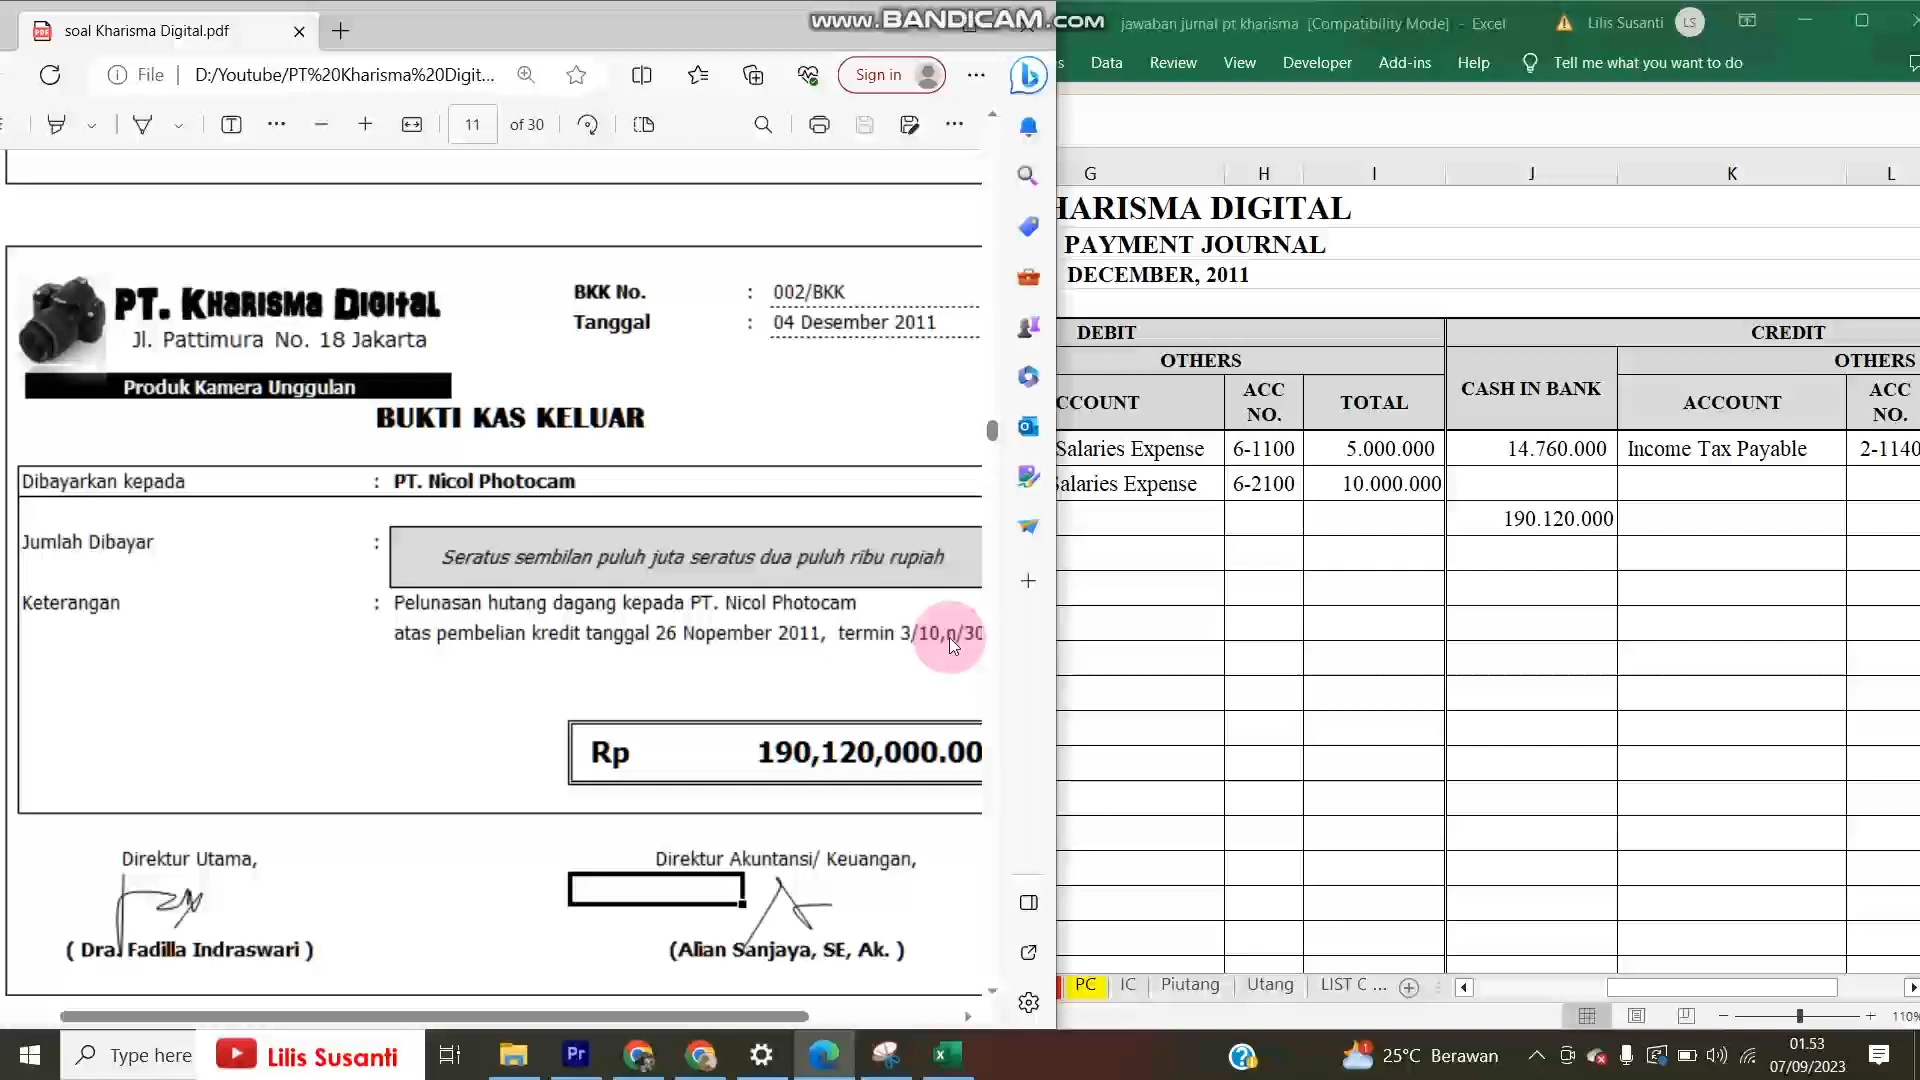 www.BANDICAM.com
soal Kharisma Digital.pdf
File
D:/Youtube/PT%20Kharisma%20Digit...
Sign in
11
of 30
PT. Kharisma Digital
Jl. Pattimura No. 18 Jakarta
Produk Kamera Unggulan
BKK No. : 002/BKK
Tanggal : 04 Desember 2011
BUKTI KAS KELUAR
Dibayarkan kepada : PT. Nicol Photocam
Jumlah Dibayar : Seratus sembilan puluh juta seratus dua puluh ribu rupiah
Keterangan : Pelunasan hutang dagang kepada PT. Nicol Photocam
atas pembelian kredit tanggal 26 Nopember 2011, termin 3/10,n/30
Rp 190,120,000.00
Direktur Utama,
Direktur Akuntansi/ Keuangan,
( Dra. Fadilla Indraswari )
(Alian Sanjaya, SE, Ak. )
jawaban jurnal pt kharisma [Compatibility Mode] - Excel
Lilis Susanti
LS
s
Data
Review
View
Developer
Add-ins
Help
Tell me what you want to do
G H I J K L
HARISMA DIGITAL
PAYMENT JOURNAL
DECEMBER, 2011
DEBIT CREDIT
OTHERS CASH IN BANK OTHERS
CCOUNT ACC NO. TOTAL ACCOUNT ACC NO.
Salaries Expense 6-1100 5.000.000 14.760.000 Income Tax Payable 2-1140
Salaries Expense 6-2100 10.000.000
190.120.000
PC
IC
Piutang
Utang
LIST C ...
110%
Type here
Lilis Susanti
Pr
25°C Berawan
01.53
07/09/2023